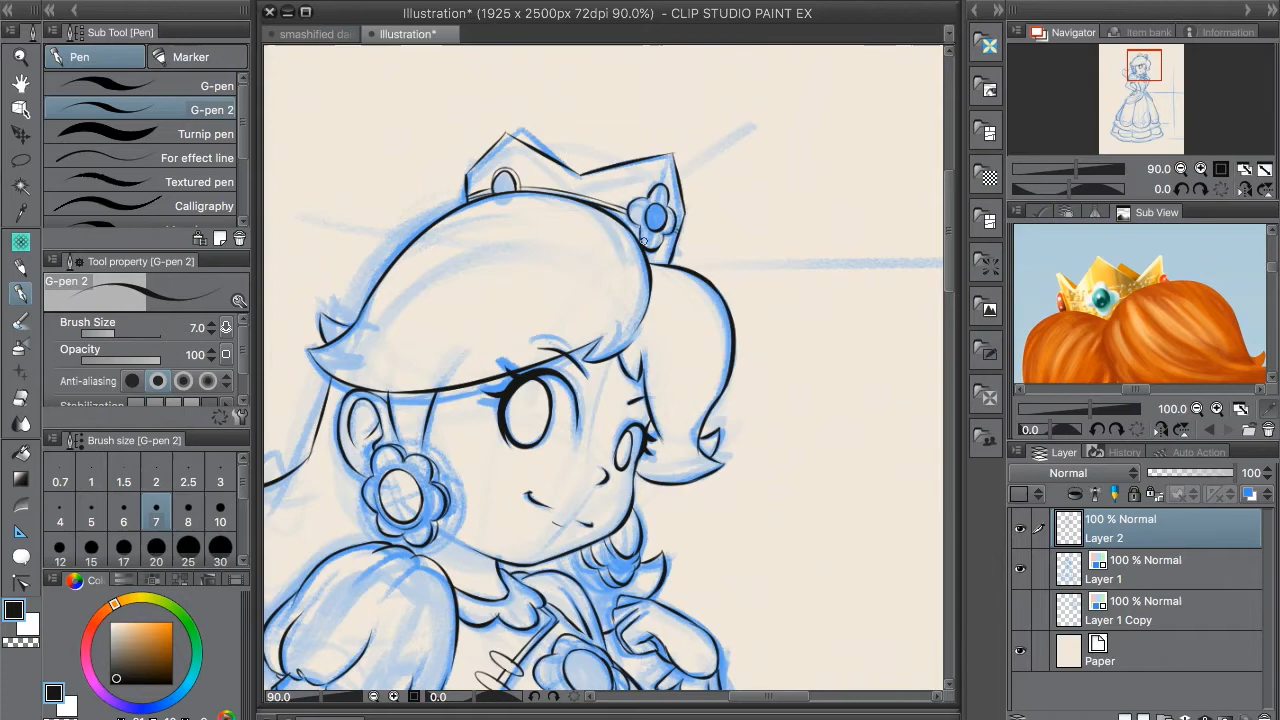 Illustration* (1925 x 2500px 72dpi 90.0%) - CLIP STUDIO PAINT EX
Sub Tool [Pen]
smashified da
Illustration*
Navigator
Item bank
Information
Pen
Marker
G-pen
G-pen 2
Turnip pen
For effect line
Textured pen
Calligraphy
90.0
0.0
Sub View
Tool property [G-pen 2]
G-pen 2
Brush Size
7.0
Opacity
100
Anti-aliasing
100.0
0.0
Brush size [G-pen 2]
0.7 1 1.5 2 2.5 3
4 5 6 7 8 10
12 15 17 20 25 30
Layer
History
Auto Action
Normal
100
100 % Normal
Layer 2
100 % Normal
Layer 1
100 % Normal
Layer 1 Copy
Paper
Col
90.0
0.0